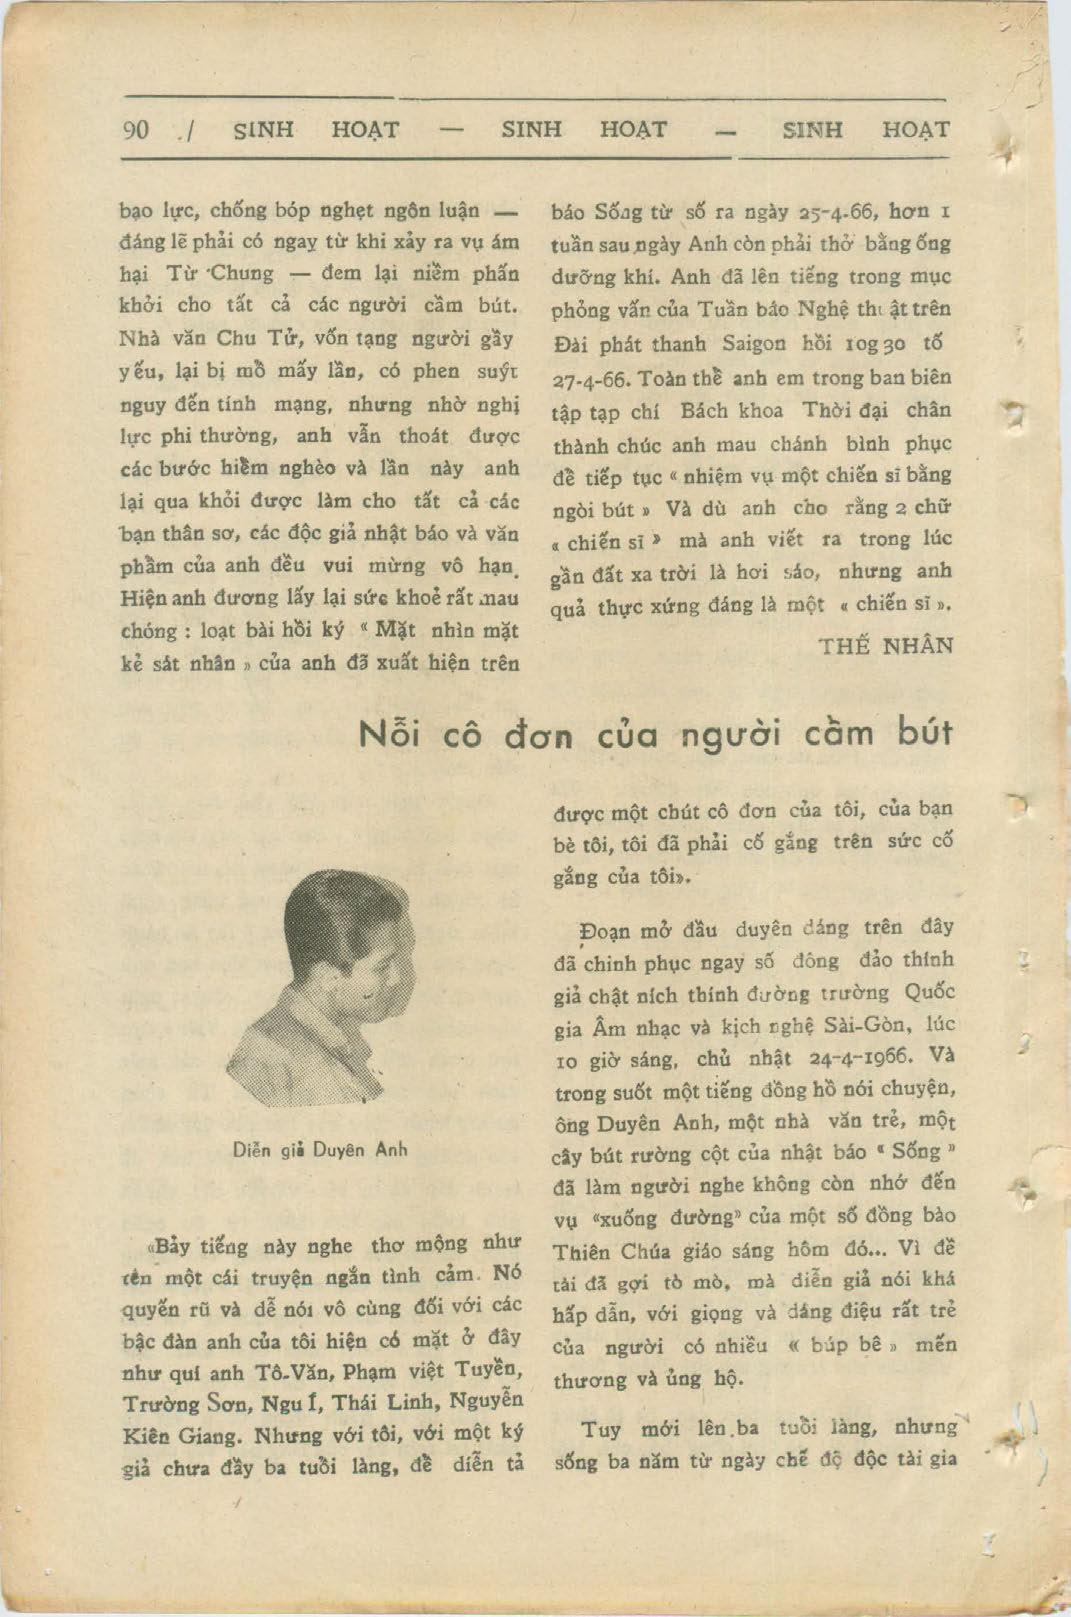 90 ./ SINH HOẠT — SINH HOẠT — SINH HOẠT
bạo lực, chống bóp nghẹt ngôn luận —
đáng lẽ phải có ngay từ khi xảy ra vụ ám
hại Từ Chung — đem lại niềm phấn
khởi cho tất cả các người cầm bút.
Nhà văn Chu Tử, vốn tạng người gầy
yếu, lại bị mổ mấy lần, có phen suýt
nguy đến tính mạng, nhưng nhờ nghị
lực phi thường, anh vẫn thoát được
các bước hiểm nghèo và lần này anh
lại qua khỏi được làm cho tất cả các
bạn thân sơ, các độc giả nhật báo và văn
phẩm của anh đều vui mừng vô hạn.
Hiện anh đương lấy lại sức khoẻ rất mau
chóng : loạt bài hồi ký « Mặt nhìn mặt
kẻ sát nhân » của anh đã xuất hiện trên
báo Sống từ số ra ngày 25-4-66, hơn 1
tuần sau ngày Anh còn phải thở bằng ống
dưỡng khí. Anh đã lên tiếng trong mục
phỏng vấn của Tuần báo Nghệ thuật trên
Đài phát thanh Saigon hồi 10g30 tố
27-4-66. Toàn thể anh em trong ban biên
tập tạp chí Bách khoa Thời đại chân
thành chúc anh mau chánh bình phục
để tiếp tục « nhiệm vụ một chiến sĩ bằng
ngòi bút » Và dù anh cho rằng 2 chữ
« chiến sĩ » mà anh viết ra trong lúc
gần đất xa trời là hơi sáo, nhưng anh
quả thực xứng đáng là một « chiến sĩ ».
THẾ NHÂN
Nỗi cô đơn của người cầm bút
Diễn giả Duyên Anh
«Bảy tiếng này nghe thơ mộng như
tên một cái truyện ngắn tình cảm. Nó
quyến rũ và dễ nói vô cùng đối với các
bậc đàn anh của tôi hiện có mặt ở đây
như quí anh Tô-Văn, Phạm việt Tuyền,
Trường Sơn, Ngu Í, Thái Linh, Nguyễn
Kiên Giang. Nhưng với tôi, với một ký
giả chưa đầy ba tuổi làng, để diễn tả
được một chút cô đơn của tôi, của bạn
bè tôi, tôi đã phải cố gắng trên sức cố
gắng của tôi».
Đoạn mở đầu duyên dáng trên đây
đã chinh phục ngay số đông đảo thính
giả chật ních thính đường trường Quốc
gia Âm nhạc và kịch nghệ Sài-Gòn, lúc
10 giờ sáng, chủ nhật 24-4-1966. Và
trong suốt một tiếng đồng hồ nói chuyện,
ông Duyên Anh, một nhà văn trẻ, một
cây bút rường cột của nhật báo « Sống »
đã làm người nghe không còn nhớ đến
vụ «xuống đường» của một số đồng bào
Thiên Chúa giáo sáng hôm đó... Vì đề
tài đã gợi tò mò, mà diễn giả nói khá
hấp dẫn, với giọng và dáng điệu rất trẻ
của người có nhiều « búp bê » mến
thương và ủng hộ.
Tuy mới lên ba tuổi làng, nhưng
sống ba năm từ ngày chế độ độc tài gia